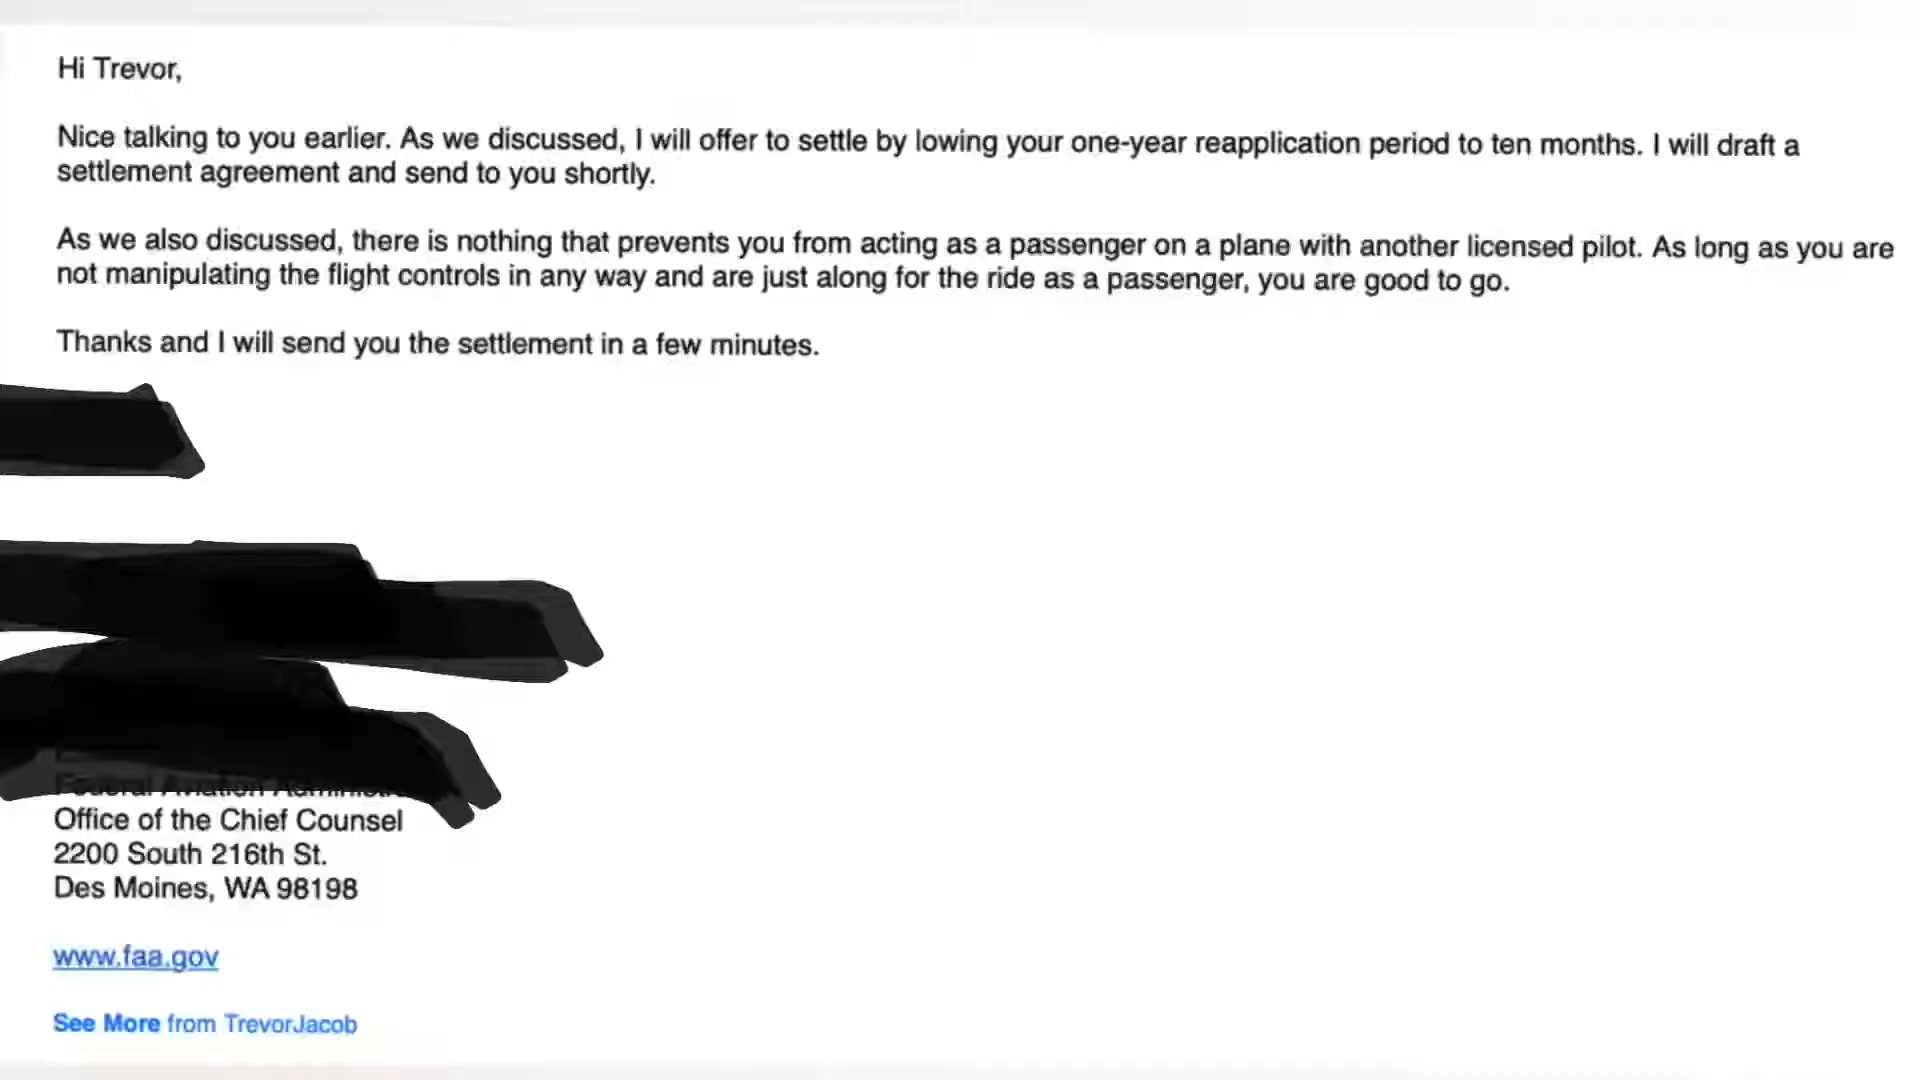 Hi Trevor,
Nice talking to you earlier. As we discussed, I will offer to settle by lowing your one-year reapplication period to ten months. I will draft a
settlement agreement and send to you shortly.
As we also discussed, there is nothing that prevents you from acting as a passenger on a plane with another licensed pilot. As long as you are
not manipulating the flight controls in any way and are just along for the ride as a passenger, you are good to go.
Thanks and I will send you the settlement in a few minutes.
Federal Aviation
Office of the Chief Counsel
2200 South 216th St.
Des Moines, WA 98198
www.faa.gov
See More from TrevorJacob